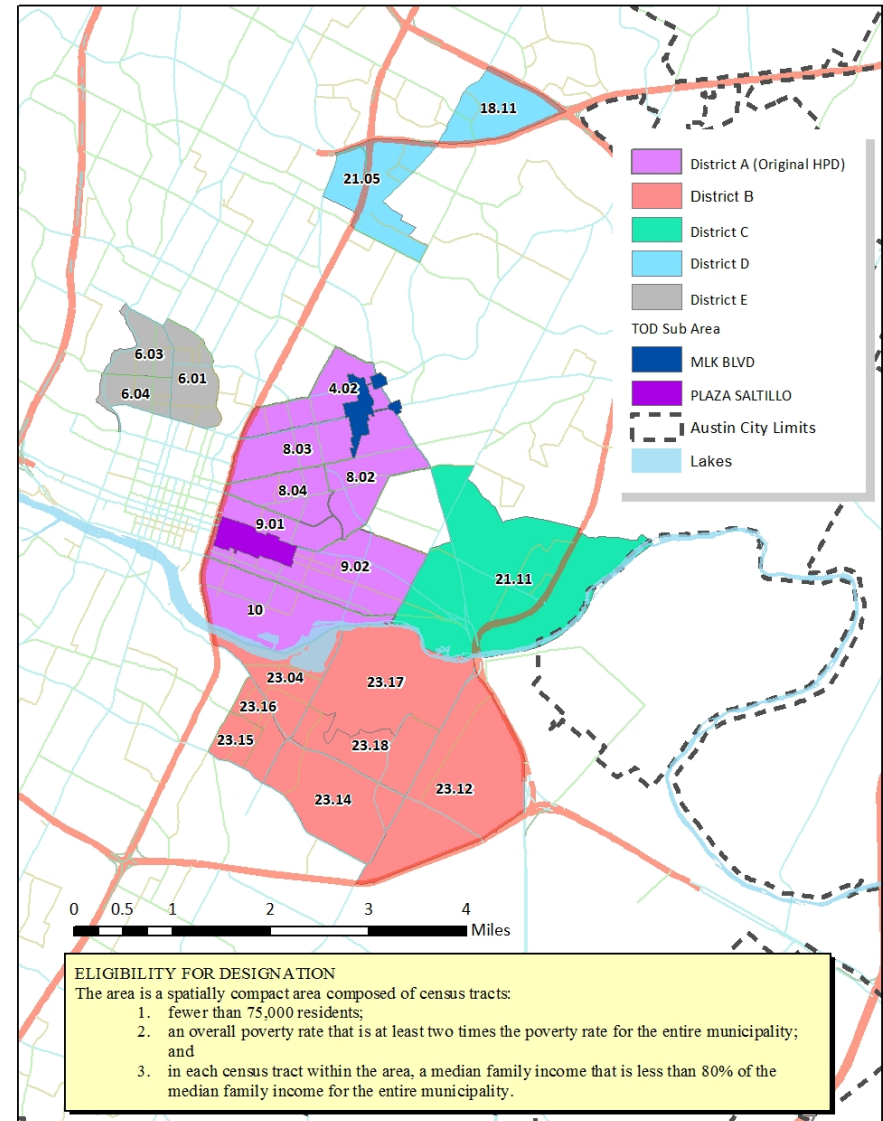 18.11
21.05
District A (Original HPD)
District B
District C
District D
District E
TOD Sub Area
MLK BLVD
PLAZA SALTILLO
Austin City Limits
Lakes
6.03
6.01
6.04
4.02
8.03
8.02
8.04
9.01
9.02
21.11
10
23.04
23.17
23.16
23.15
23.18
23.12
23.14
0 0.5 1 2 3 4
Miles
ELIGIBILITY FOR DESIGNATION
The area is a spatially compact area composed of census tracts:
1. fewer than 75,000 residents;
2. an overall poverty rate that is at least two times the poverty rate for the entire municipality;
and
3. in each census tract within the area, a median family income that is less than 80% of the
median family income for the entire municipality.